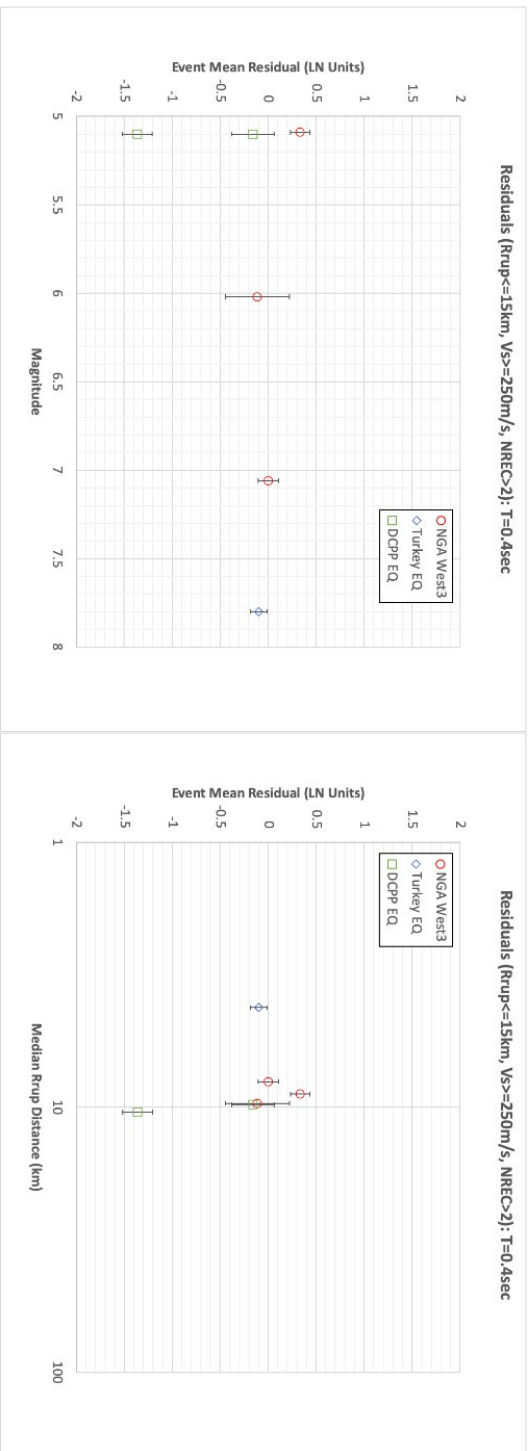 Residuals (Rrup<=15km, Vs>=250m/s, NREC>2): T=0.4sec
2
1.5
1
0.5
0
-0.5
-1
-1.5
-2
Event Mean Residual (LN Units)
5
5.5
6
6.5
7
7.5
8
Magnitude
NGA West3
Turkey EQ
DCPP EQ
Residuals (Rrup<=15km, Vs>=250m/s, NREC>2): T=0.4sec
2
1.5
1
0.5
0
-0.5
-1
-1.5
-2
Event Mean Residual (LN Units)
1
10
100
Median Rrup Distance (km)
NGA West3
Turkey EQ
DCPP EQ